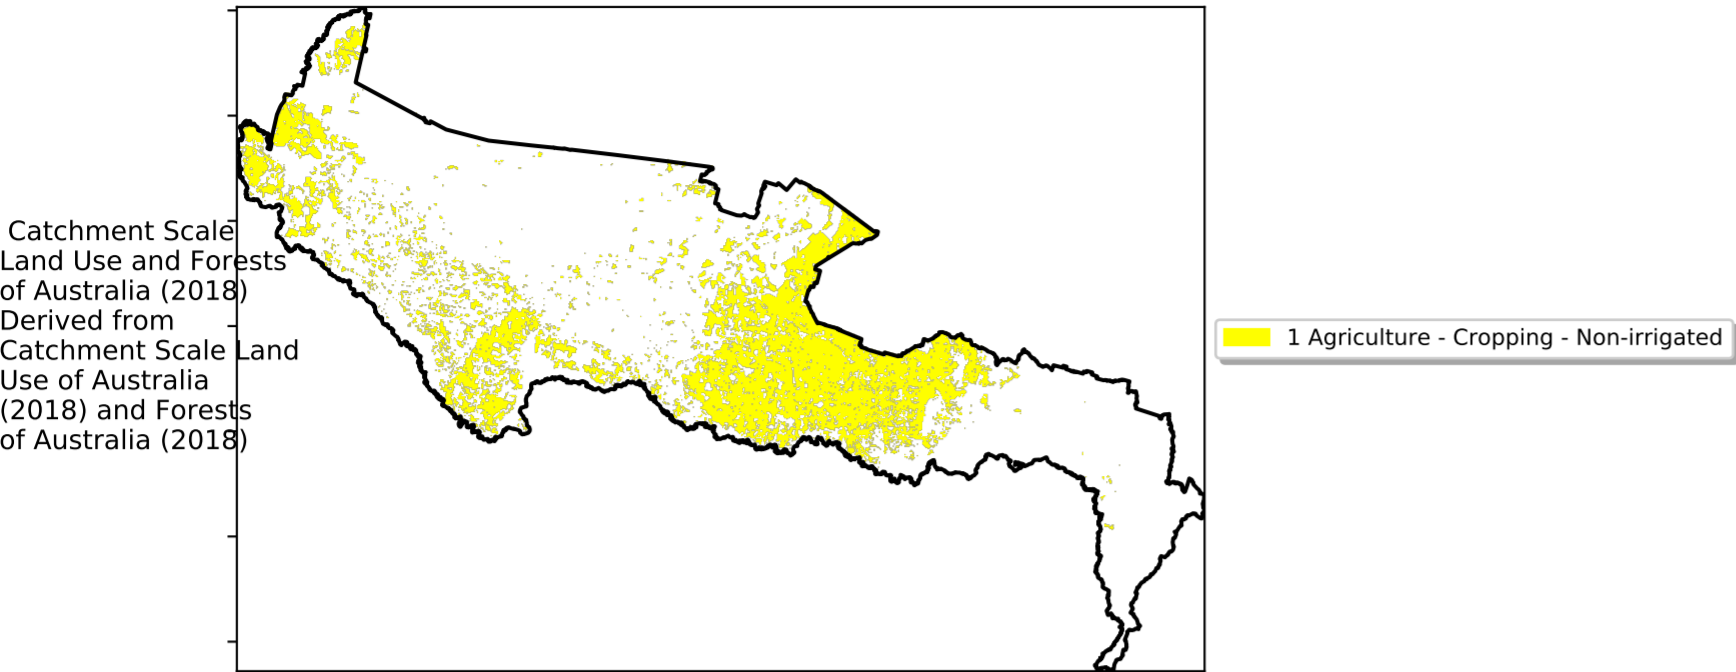 Catchment Scale
Land Use and Forests
of Australia (2018)
Derived from
Catchment Scale Land
Use of Australia
(2018) and Forests
of Australia (2018)
1 Agriculture - Cropping - Non-irrigated